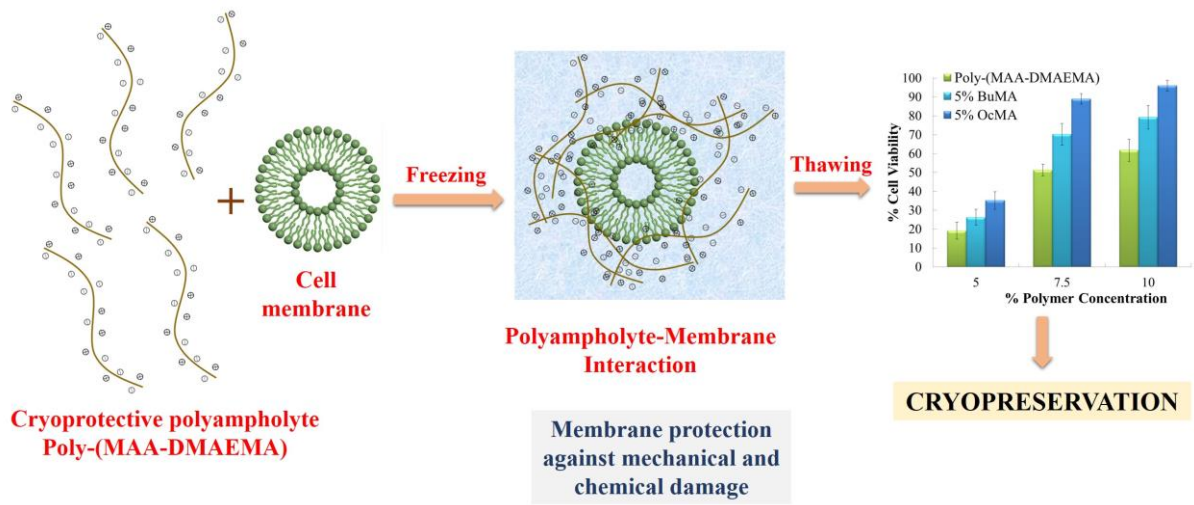 Cryoprotective polyampholyte
Poly-(MAA-DMAEMA)
+
Cell
membrane
Freezing
Polyampholyte-Membrane
Interaction
Membrane protection
against mechanical and
chemical damage
Thawing
% Cell Viability
100
90
80
70
60
50
40
30
20
10
0
Poly-(MAA-DMAEMA)
5% BuMA
5% OcMA
5
7.5
10
% Polymer Concentration
CRYOPRESERVATION